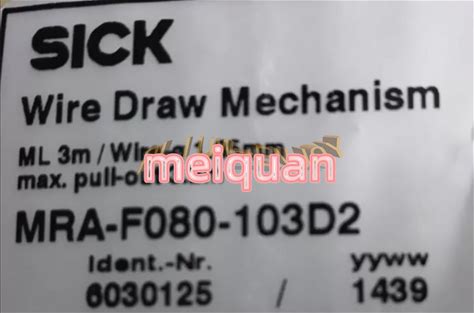 SICK
Wire Draw Mechanism
ML 3m /
max.
meiquan
MRA-F080-103D2
Ident.-Nr. yyww
6030125 / 1439